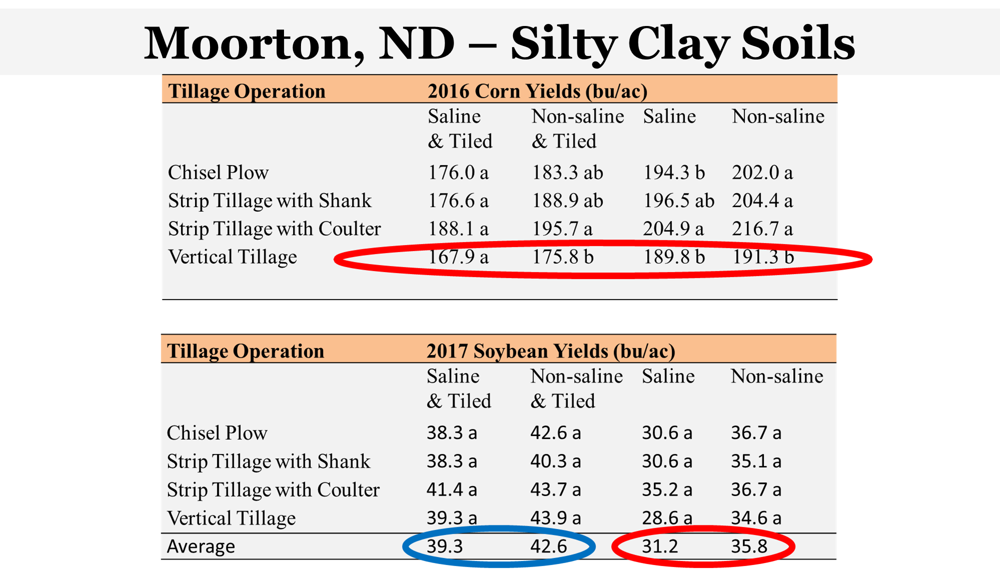 Moorton, ND – Silty Clay Soils
Tillage Operation 2016 Corn Yields (bu/ac)
Saline Non-saline Saline Non-saline
& Tiled & Tiled
Chisel Plow 176.0 a 183.3 ab 194.3 b 202.0 a
Strip Tillage with Shank 176.6 a 188.9 ab 196.5 ab 204.4 a
Strip Tillage with Coulter 188.1 a 195.7 a 204.9 a 216.7 a
Vertical Tillage 167.9 a 175.8 b 189.8 b 191.3 b
Tillage Operation 2017 Soybean Yields (bu/ac)
Saline Non-saline Saline Non-saline
& Tiled & Tiled
Chisel Plow 38.3 a 42.6 a 30.6 a 36.7 a
Strip Tillage with Shank 38.3 a 40.3 a 30.6 a 35.1 a
Strip Tillage with Coulter 41.4 a 43.7 a 35.2 a 36.7 a
Vertical Tillage 39.3 a 43.9 a 28.6 a 34.6 a
Average 39.3 42.6 31.2 35.8